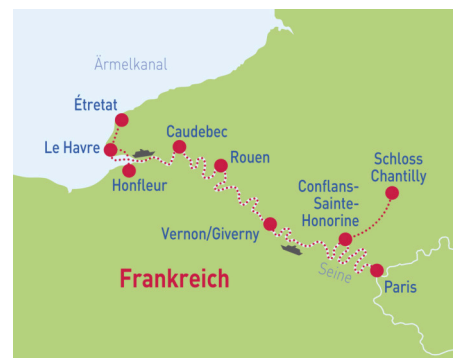 Ärmelkanal
Étretat
Le Havre
Caudebec
Rouen
Honfleur
Schloss
Chantilly
Conflans-
Sainte-
Honorine
Vernon/Giverny
Seine
Paris
Frankreich